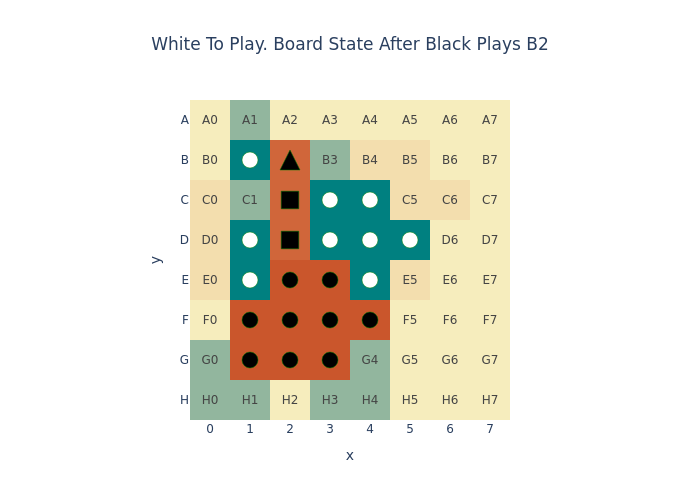 White To Play. Board State After Black Plays B2
A A0 A1 A2 A3 A4 A5 A6 A7
B B0 B3 B4 B5 B6 B7
C C0 C1 C5 C6 C7
D D0 D6 D7
E E0 E5 E6 E7
F F0 F5 F6 F7
G G0 G4 G5 G6 G7
H H0 H1 H2 H3 H4 H5 H6 H7
0 1 2 3 4 5 6 7
x
y